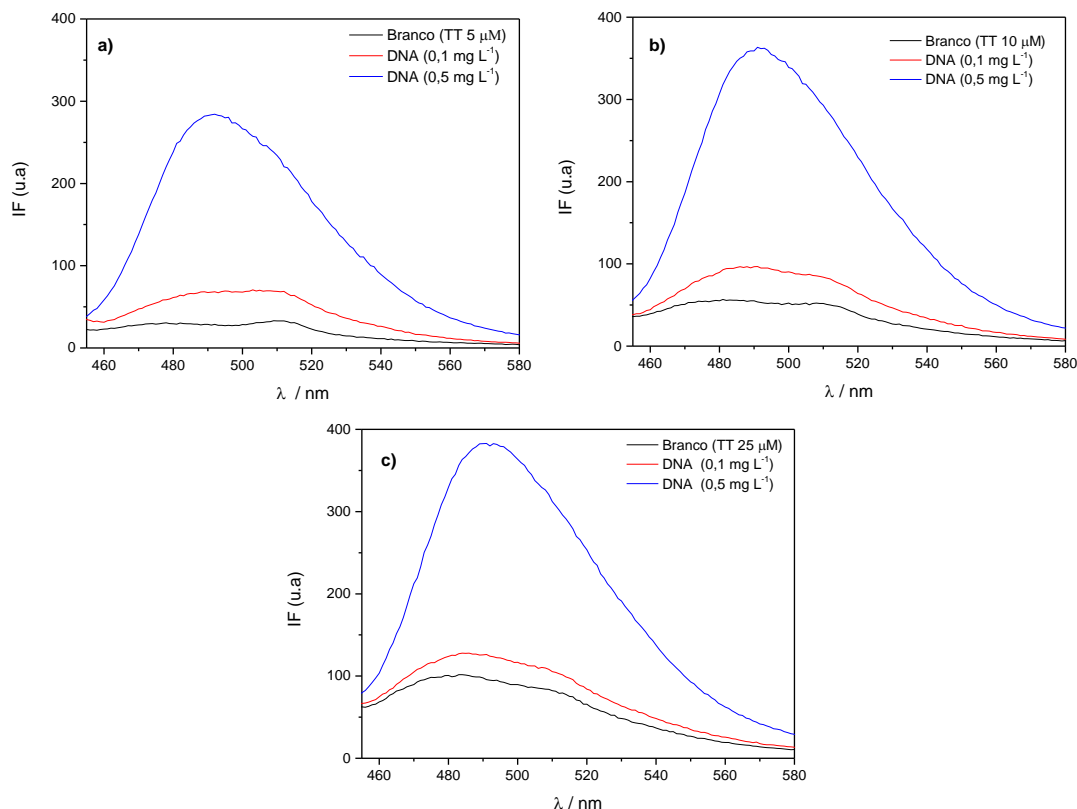 a)
Branco (TT 5 μM)
DNA (0,1 mg L⁻¹)
DNA (0,5 mg L⁻¹)
400
300
200
100
0
IF (u.a)
460 480 500 520 540 560 580
λ / nm
b)
Branco (TT 10 μM)
DNA (0,1 mg L⁻¹)
DNA (0,5 mg L⁻¹)
400
300
200
100
0
IF (u.a)
460 480 500 520 540 560 580
λ / nm
c)
Branco (TT 25 μM)
DNA (0,1 mg L⁻¹)
DNA (0,5 mg L⁻¹)
400
300
200
100
0
IF (u.a)
460 480 500 520 540 560 580
λ / nm